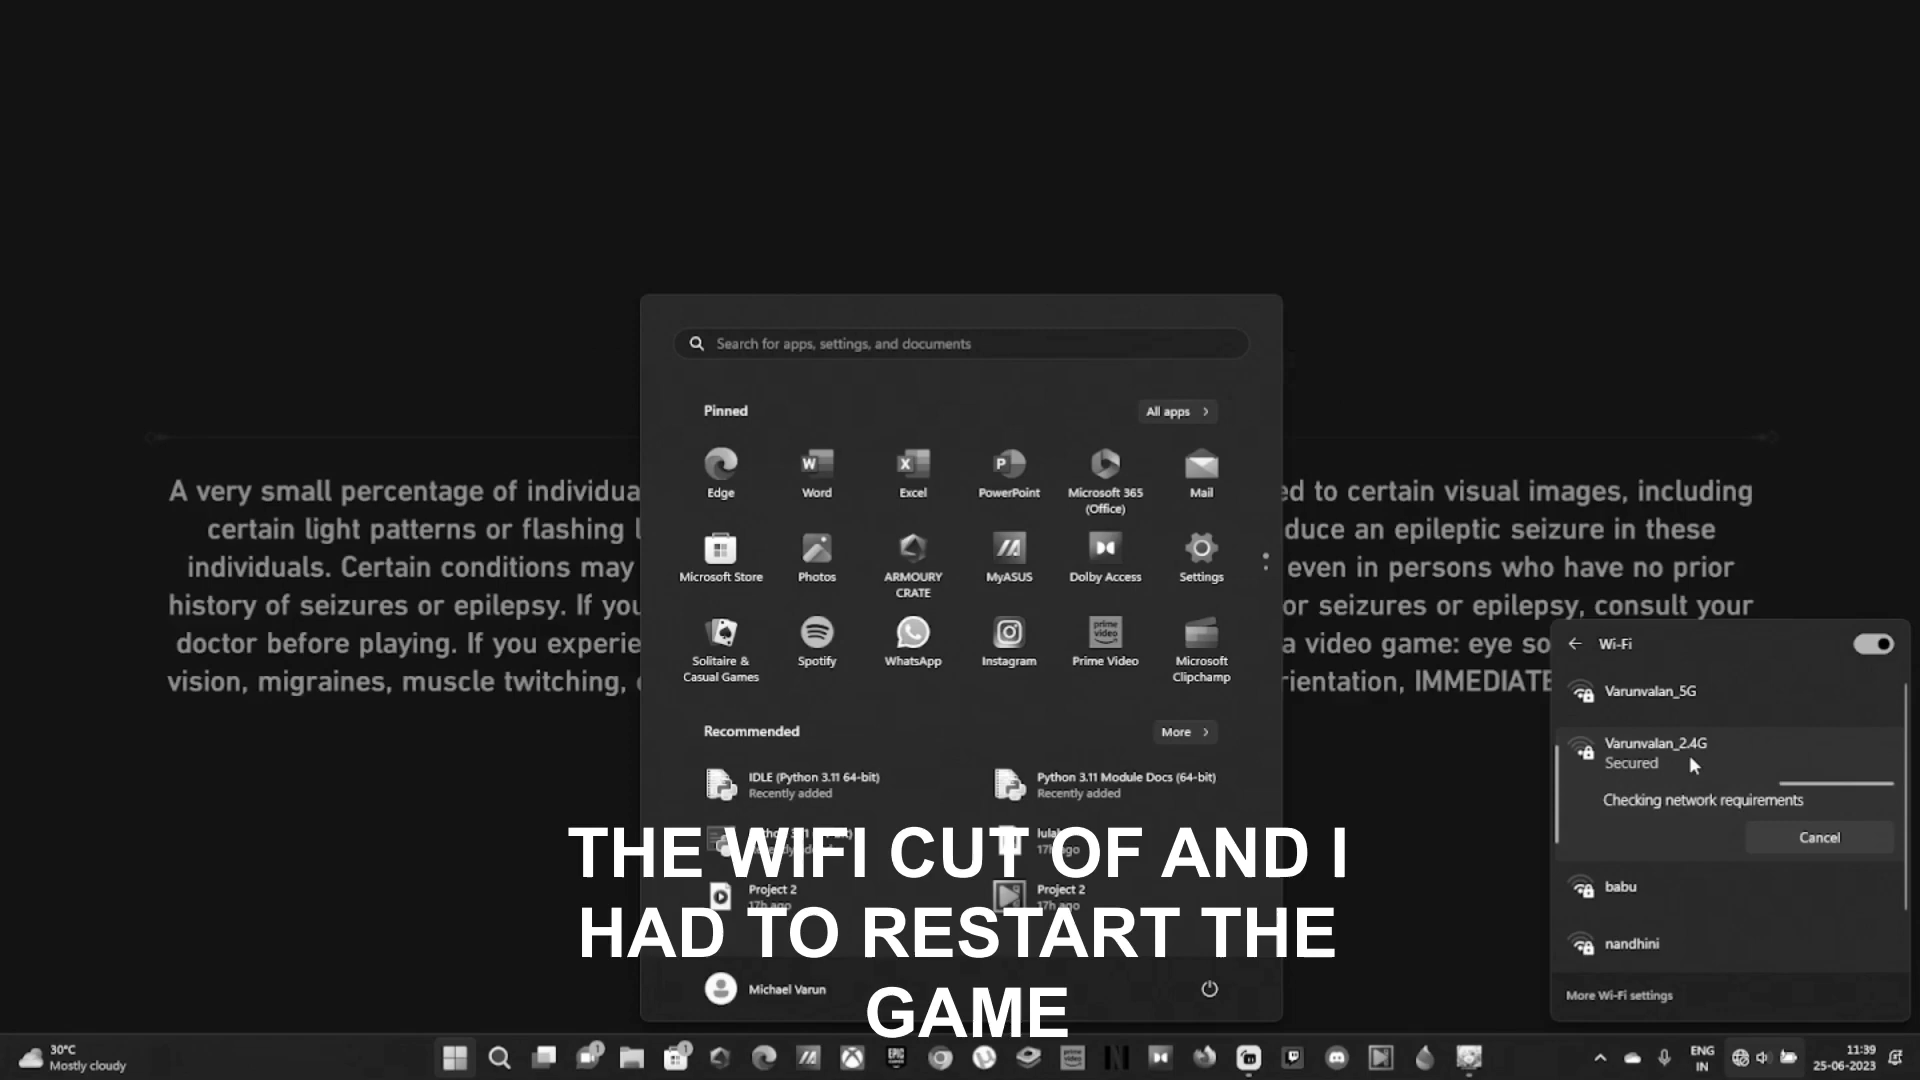 Search for apps, settings, and documents
Pinned
All apps
Edge
Word
Excel
PowerPoint
Microsoft 365
(Office)
Mail
Microsoft Store
Photos
ARMOURY
CRATE
MyASUS
Dolby Access
Settings
Solitaire &
Casual Games
Spotify
WhatsApp
Instagram
prime
video
Prime Video
Microsoft
Clipchamp
Recommended
More
IDLE (Python 3.11 64-bit)
Recently added
Python 3.11 Module Docs (64-bit)
Recently added
17h ago
Project 2
17h ago
Project 2
17h ago
Michael Varun
A very small percentage of
ed to certain visual images, including
certain light patterns or flashing
an epileptic seizure in these
individuals. Certain conditions may
even in persons who have no prior
history of seizures or epilepsy. If you
or seizures or epilepsy, consult your
doctor before playing. If you
a video game: eye
vision, migraines, muscle twitching,
THE WIFI CUT OF AND I
HAD TO RESTART THE
GAME
Wi-Fi
Varunvalan_5G
Varunvalan_2.4G
Secured
Checking network requirements
Cancel
babu
nandhini
More Wi-Fi settings
30°C
Mostly cloudy
ENG
IN
11:39
25-06-2023